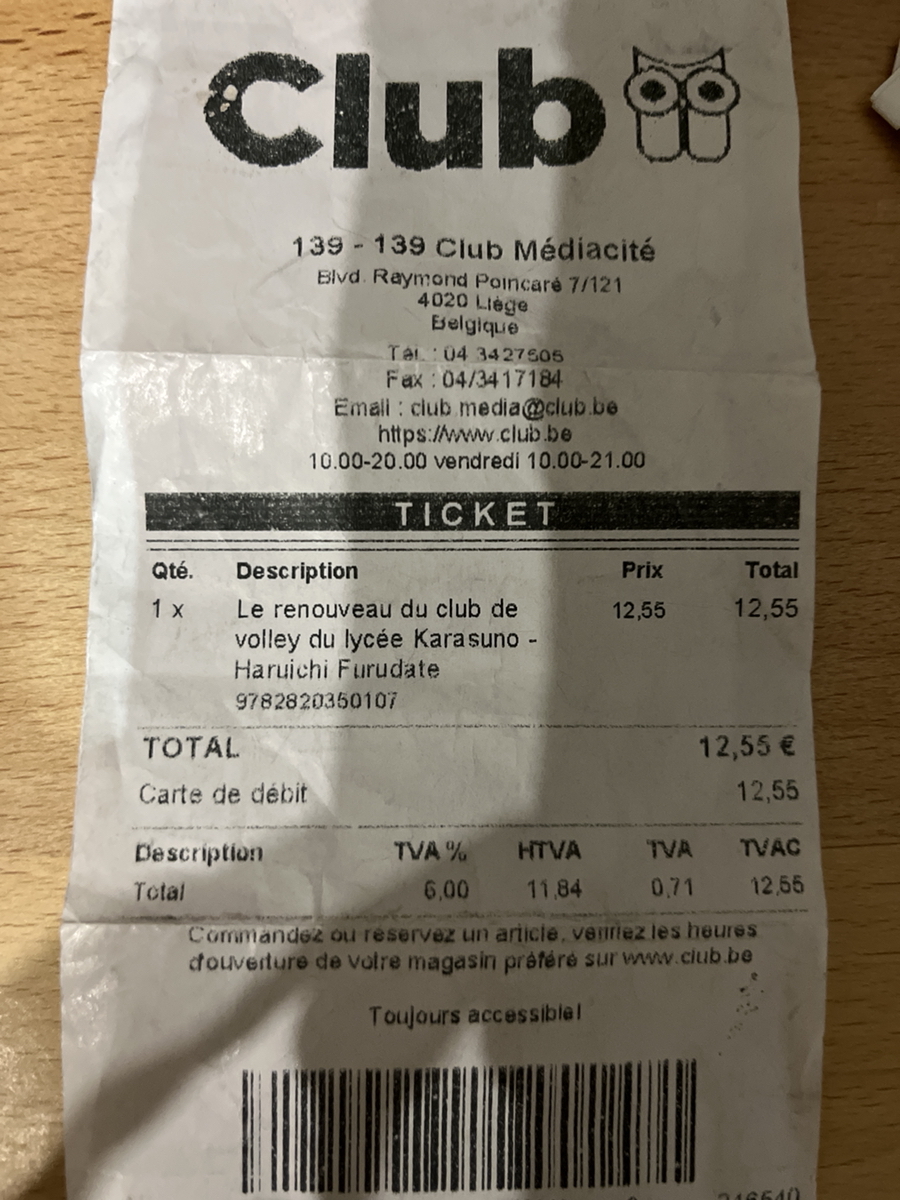 Club
139 - 139 Club Médiacité
Blvd. Raymond Poincaré 7/121
4020 Liège
Belgique
Tél. : 04 3427505
Fax : 04/3417184
Email : club.media@club.be
https://www.club.be
10.00-20.00 vendredi 10.00-21.00
TICKET
Qté. Description Prix Total
1 x Le renouveau du club de 12,55 12,55
volley du lycée Karasuno -
Haruichi Furudate
9782820350107
TOTAL 12,55 €
Carte de débit 12,55
Description TVA % HTVA TVA TVAC
Total 6,00 11,84 0,71 12,55
Commandez ou réservez un article, vérifiez les heures
d'ouverture de votre magasin préféré sur www.club.be
Toujours accessible!